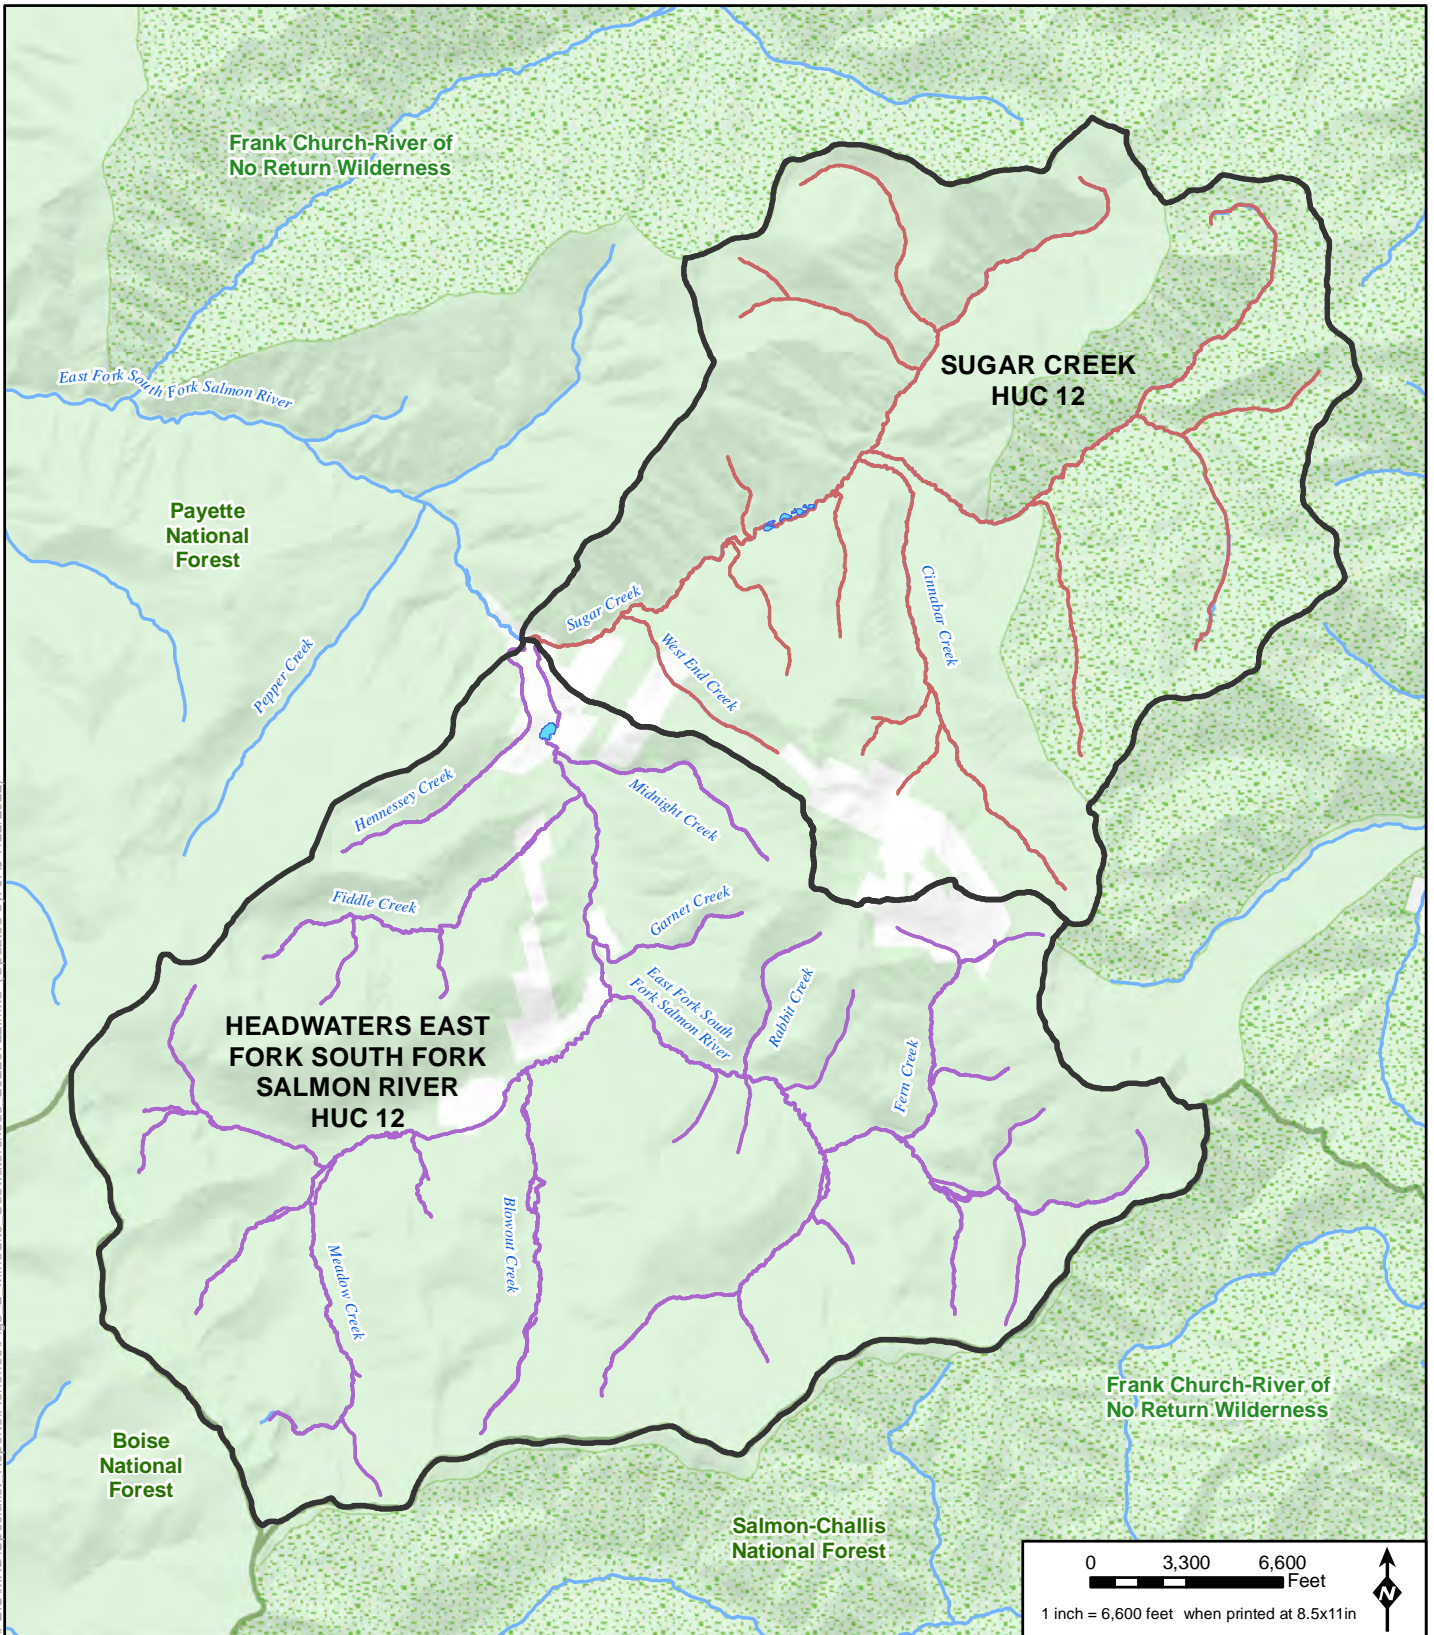 Frank Church-River of
No Return Wilderness
SUGAR CREEK
HUC 12
East Fork South Fork Salmon River
Payette
National
Forest
Sugar Creek
Cinnabar Creek
West End Creek
Pepper Creek
Hennessey Creek
Midnight Creek
Fiddle Creek
Garnet Creek
East Fork South
Fork Salmon River
Rabbit Creek
HEADWATERS EAST
FORK SOUTH FORK
SALMON RIVER
HUC 12
Fern Creek
Blowout Creek
Meadow Creek
Frank Church-River of
No Return Wilderness
Boise
National
Forest
Salmon-Challis
National Forest
0 3,300 6,600
Feet
1 inch = 6,600 feet when printed at 8.5x11in
N